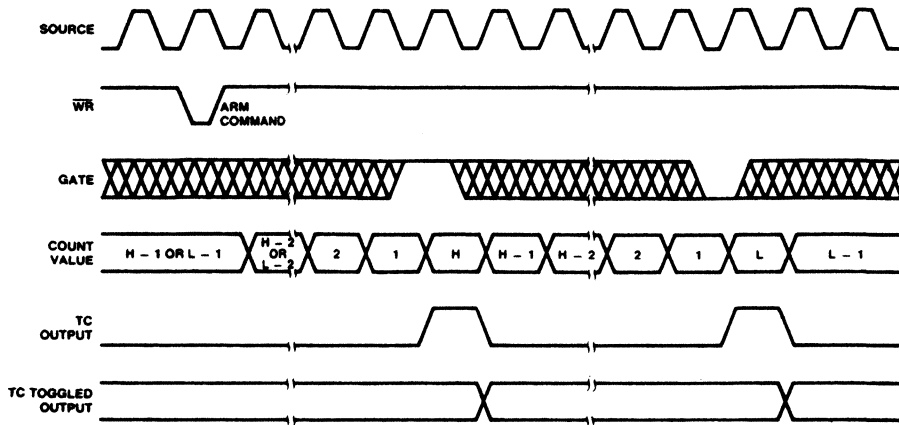 SOURCE
WR
ARM
COMMAND
GATE
COUNT
VALUE
H – 1 OR L – 1
H – 2
OR
L – 2
2
1
H
H – 1
H – 2
2
1
L
L – 1
TC
OUTPUT
TC TOGGLED
OUTPUT